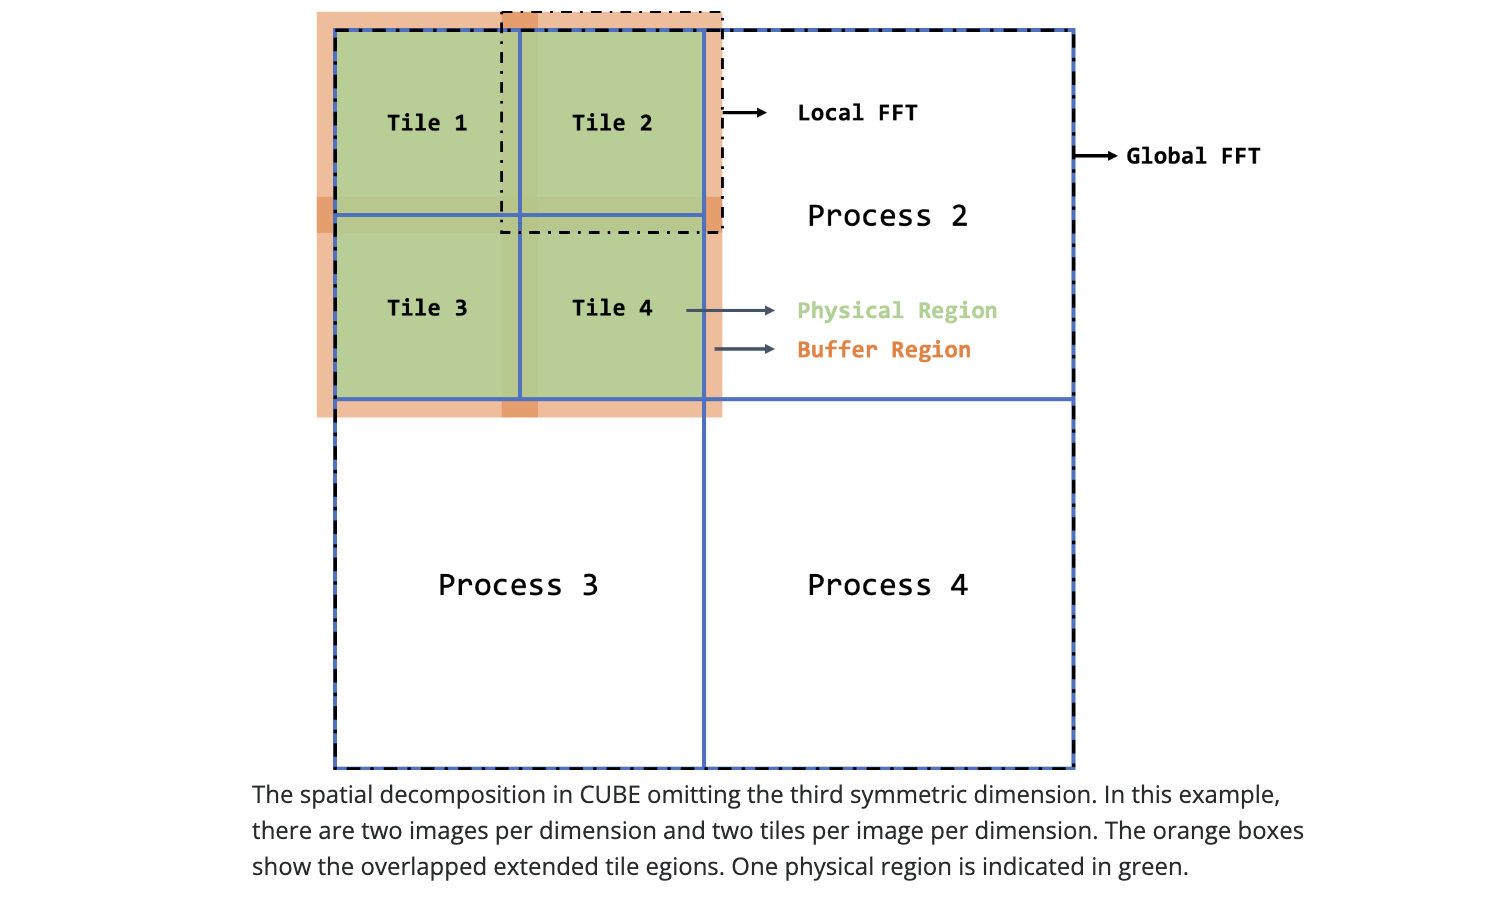 Tile 1
Tile 2
Local FFT
Global FFT
Process 2
Tile 3
Tile 4
Physical Region
Buffer Region
Process 3
Process 4
The spatial decomposition in CUBE omitting the third symmetric dimension. In this example,
there are two images per dimension and two tiles per image per dimension. The orange boxes
show the overlapped extended tile egions. One physical region is indicated in green.